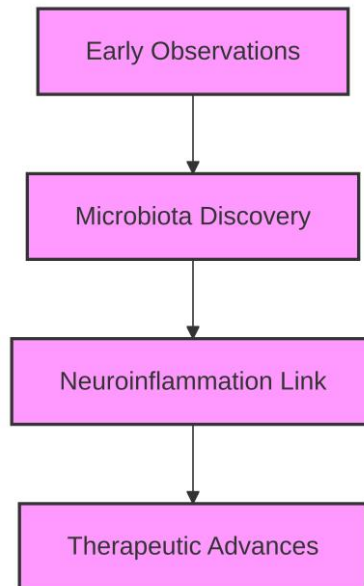 Early Observations
Microbiota Discovery
Neuroinflammation Link
Therapeutic Advances